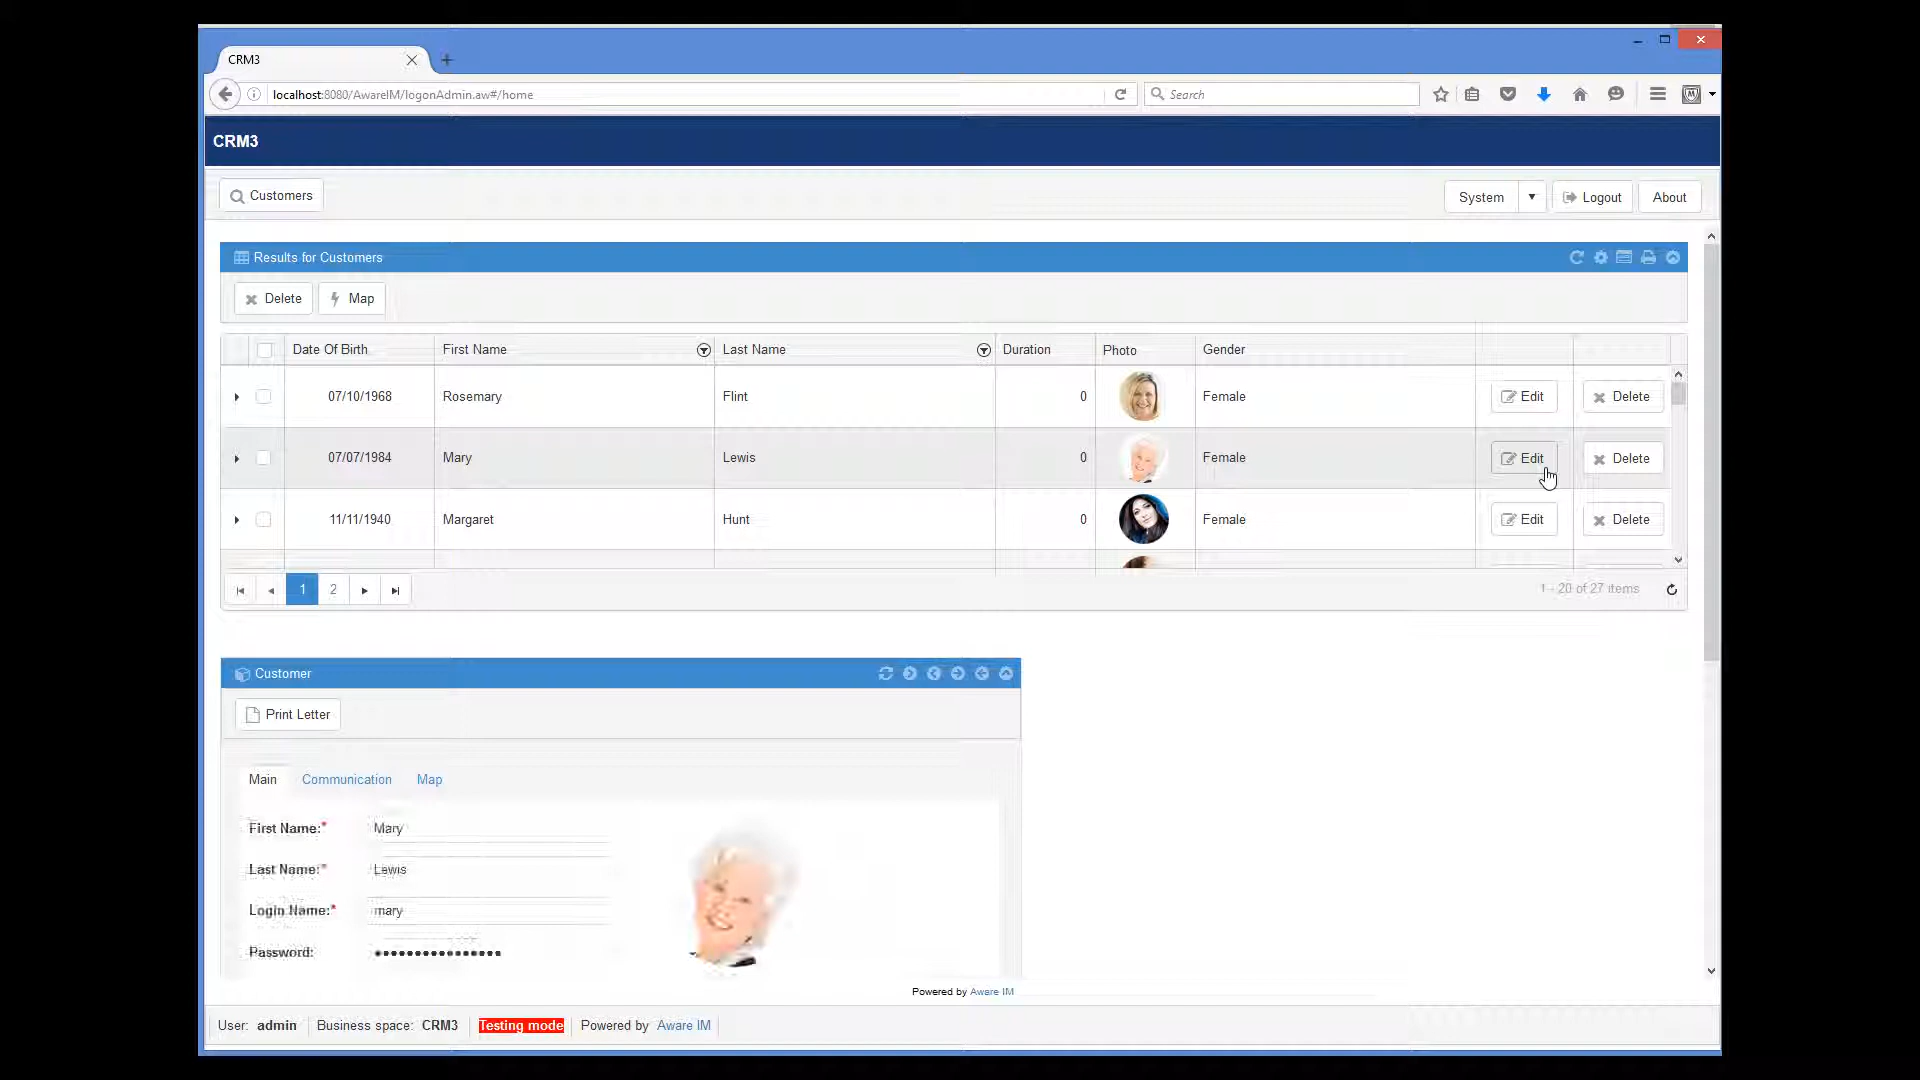 CRM3
localhost:8080/AwareIM/logonAdmin.aw#/home
Search
CRM3
Customers
System
Logout
About
Results for Customers
Delete
Map
Date Of Birth
First Name
Last Name
Duration
Photo
Gender
07/10/1968
Rosemary
Flint
0
Female
Edit
Delete
07/07/1984
Mary
Lewis
0
Female
Edit
Delete
11/11/1940
Margaret
Hunt
0
Female
Edit
Delete
1
2
1 - 20 of 27 items
Customer
Print Letter
Main
Communication
Map
First Name:*
Mary
Last Name:*
Lewis
Login Name:*
mary
Password:
Powered by Aware IM
User: admin
Business space: CRM3
Testing mode
Powered by Aware IM